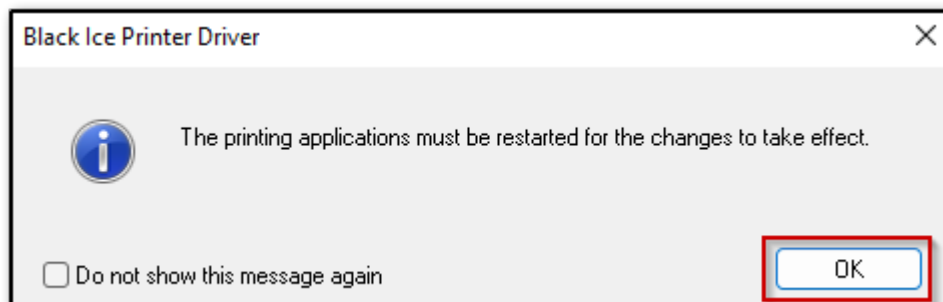 Black Ice Printer Driver
The printing applications must be restarted for the changes to take effect.
Do not show this message again
OK